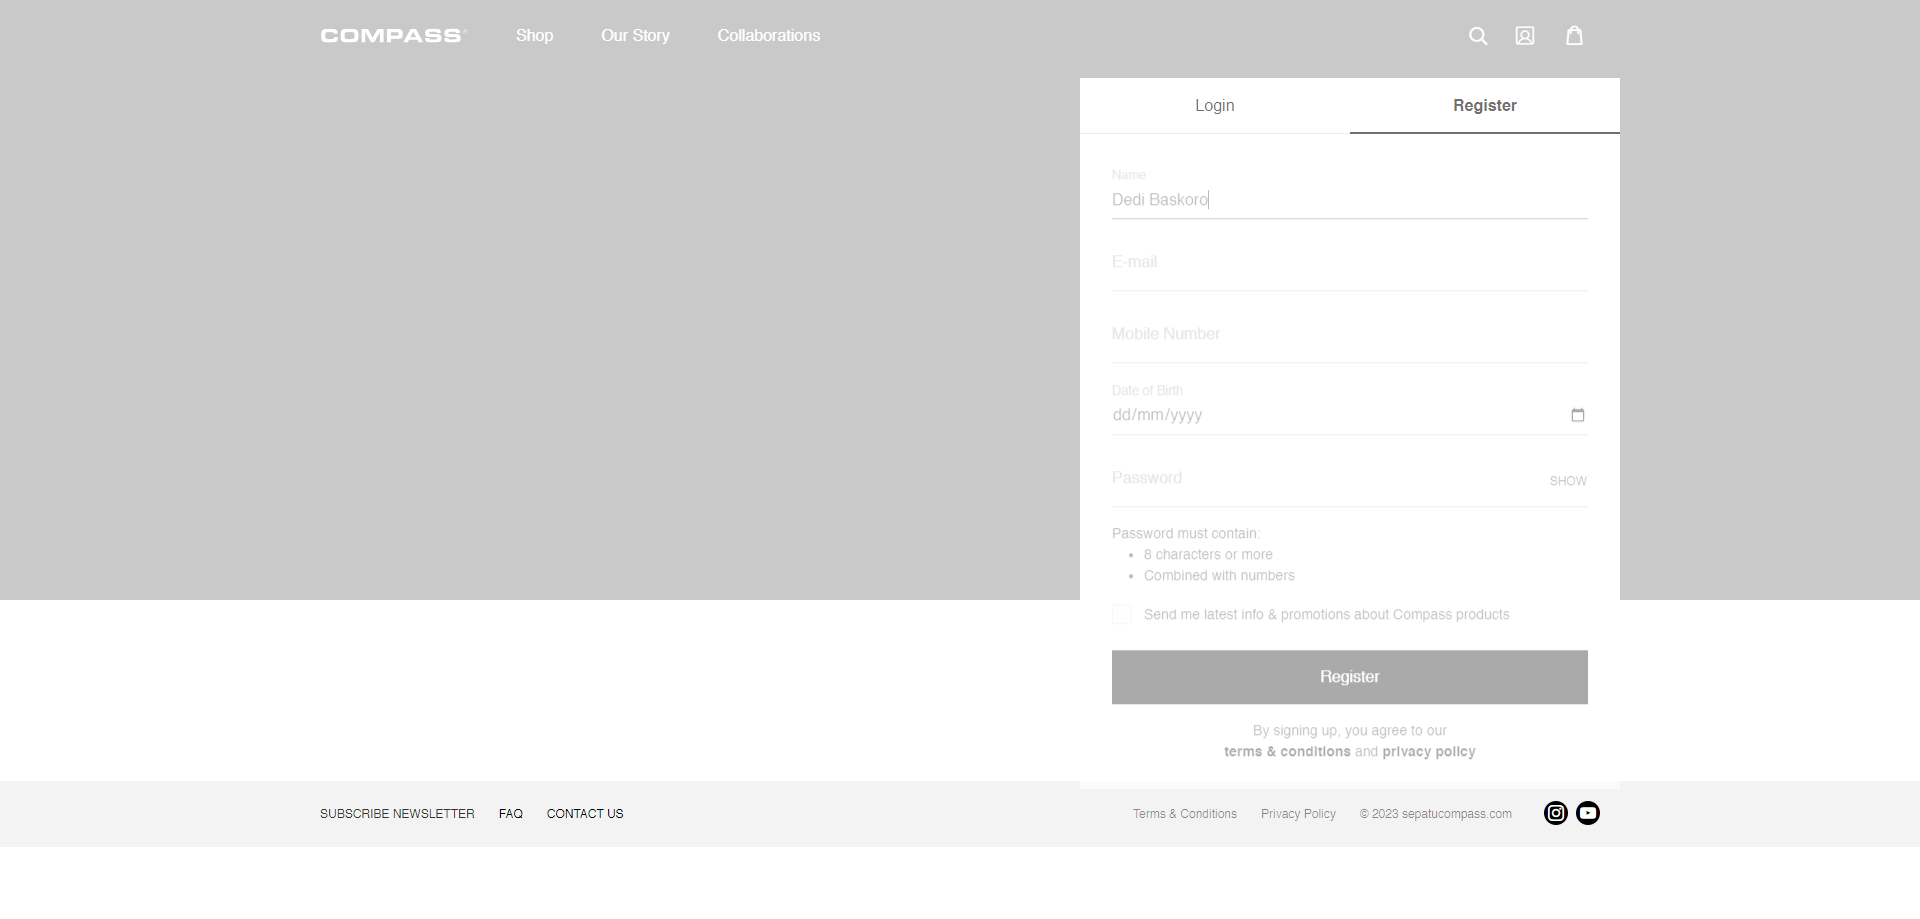 COMPASS®
Shop
Our Story
Collaborations
Login
Register
Name
Dedi Baskoro
E-mail
Mobile Number
Date of Birth
dd/mm/yyyy
Password
SHOW
Password must contain:
• 8 characters or more
• Combined with numbers
Send me latest info & promotions about Compass products
Register
By signing up, you agree to our
terms & conditions and privacy policy
SUBSCRIBE NEWSLETTER
FAQ
CONTACT US
Terms & Conditions
Privacy Policy
© 2023 sepatucompass.com